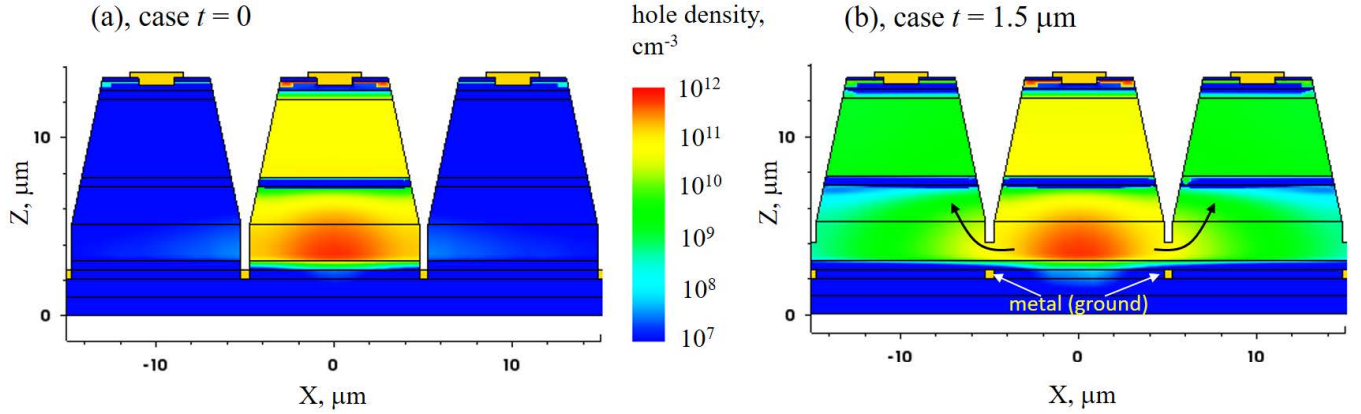 (a), case t = 0
hole density,
cm-3
(b), case t = 1.5 μm
10^12
10^11
10^10
10^9
10^8
10^7
Z, μm
10
0
-10
0
10
X, μm
Z, μm
10
0
metal (ground)
-10
0
10
X, μm